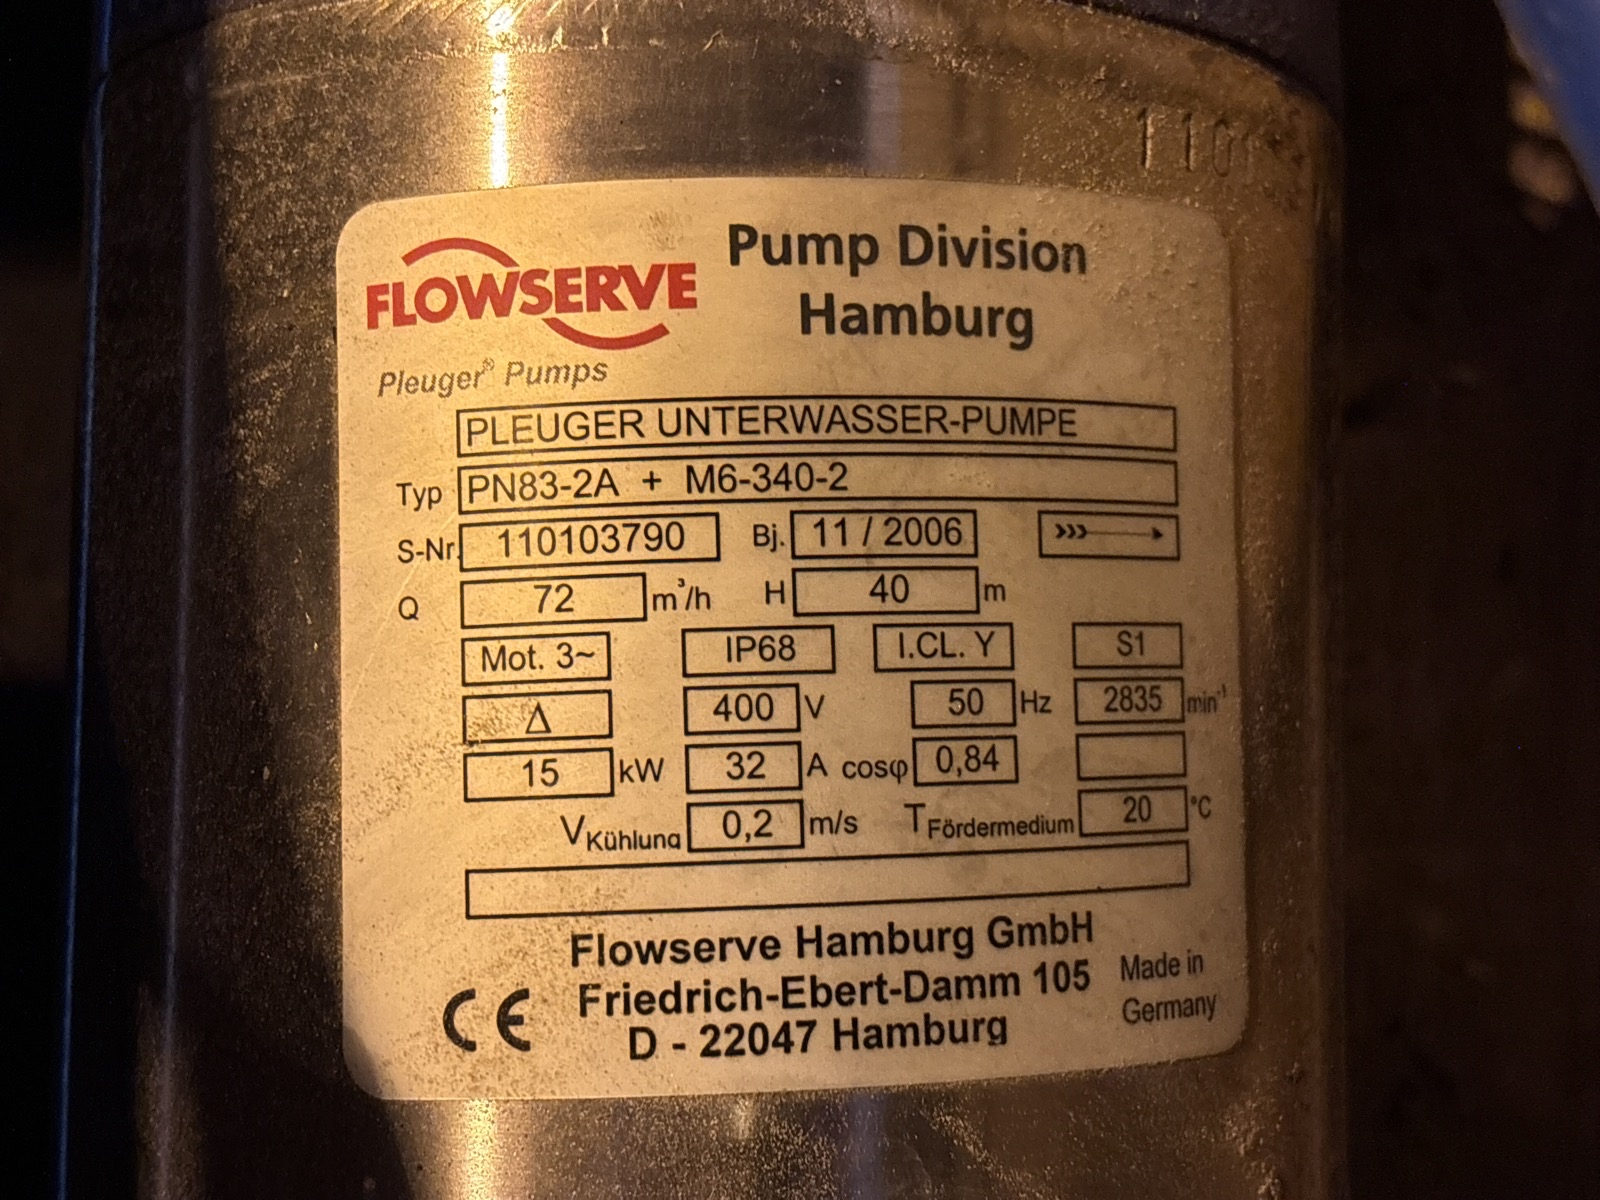 110
FLOWSERVE
Pump Division
Hamburg
Pleuger® Pumps
PLEUGER UNTERWASSER-PUMPE
Typ PN83-2A + M6-340-2
S-Nr. 110103790 Bj. 11 / 2006
Q 72 m³/h H 40 m
Mot. 3~ IP68 I.CL. Y S1
Δ 400 V 50 Hz 2835 min⁻¹
15 kW 32 A cosφ 0,84
VKühlung 0,2 m/s TFördermedium 20 °C
Flowserve Hamburg GmbH
Friedrich-Ebert-Damm 105
D - 22047 Hamburg
Made in
Germany
CE